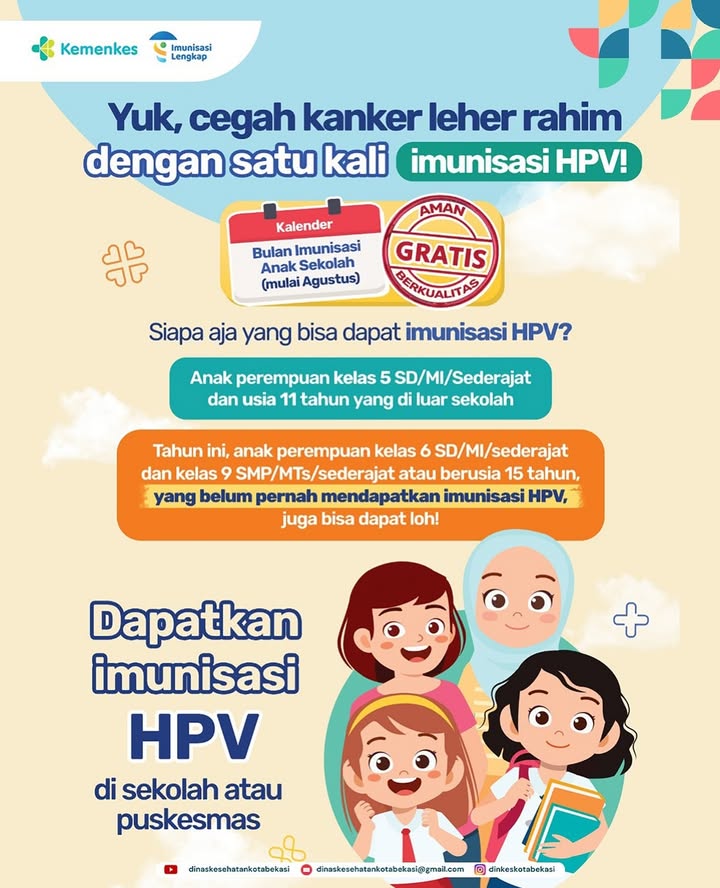 Kemenkes
Imunisasi
Lengkap
Yuk, cegah kanker leher rahim
dengan satu kali imunisasi HPV!
Kalender
Bulan Imunisasi
Anak Sekolah
(mulai Agustus)
AMAN
GRATIS
BERKUALITAS
Siapa aja yang bisa dapat imunisasi HPV?
Anak perempuan kelas 5 SD/MI/Sederajat
dan usia 11 tahun yang di luar sekolah
Tahun ini, anak perempuan kelas 6 SD/MI/sederajat
dan kelas 9 SMP/MTs/sederajat atau berusia 15 tahun,
yang belum pernah mendapatkan imunisasi HPV,
juga bisa dapat loh!
Dapatkan
imunisasi
HPV
di sekolah atau
puskesmas
dinaskesehatankotabekasi dinaskesehatankotabekasi@gmail.com dinkeskotabekasi